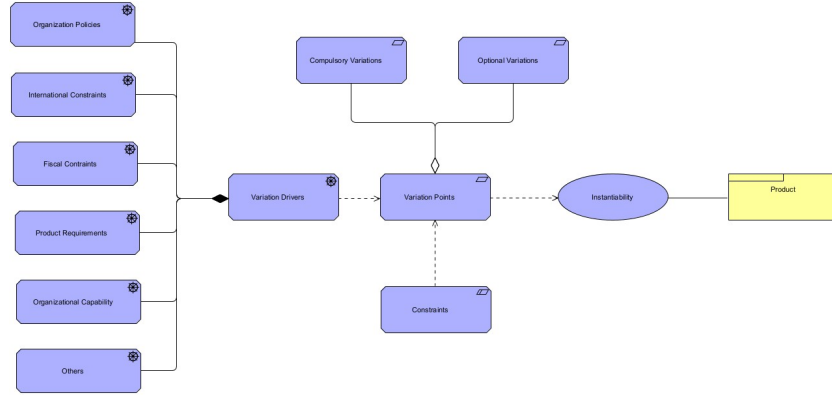 Organization Policies
International Constraints
Fiscal Contraints
Product Requirements
Organizational Capability
Others
Variation Drivers
Compulsory Variations
Optional Variations
Variation Points
Constraints
Instantiability
Product